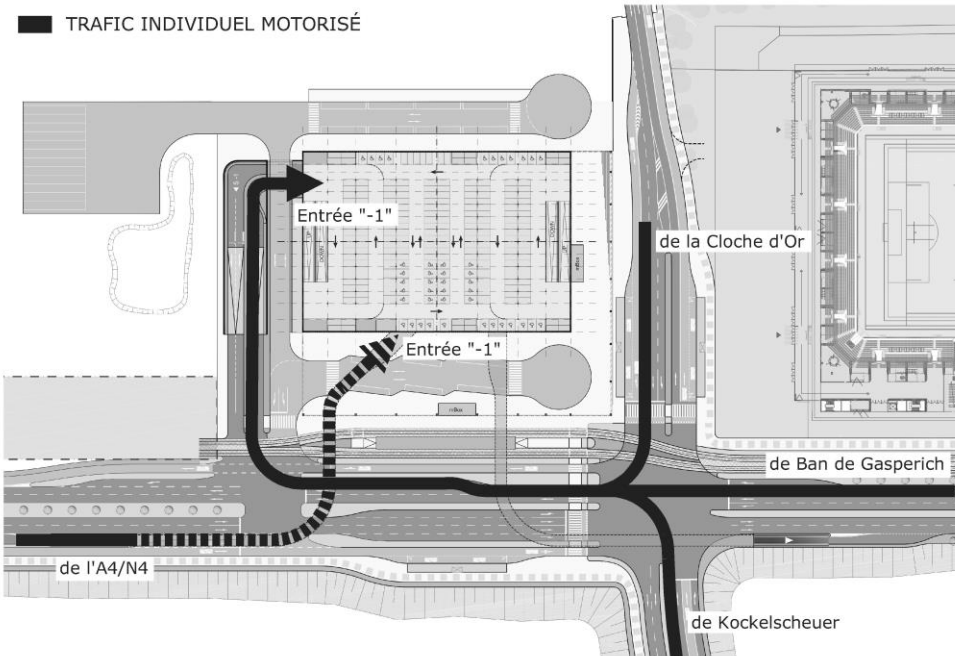 TRAFIC INDIVIDUEL MOTORISÉ
Entrée "-1"
de la Cloche d'Or
Entrée "-1"
de Ban de Gasperich
de l'A4/N4
de Kockelscheuer